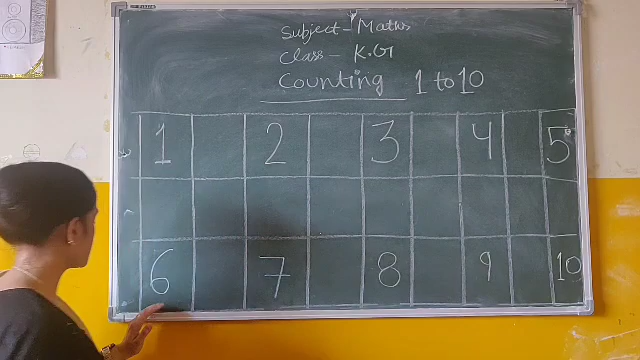 Subject - Maths
Class - K.G
Counting 1 to 10
1 2 3 4 5
6 7 8 9 10